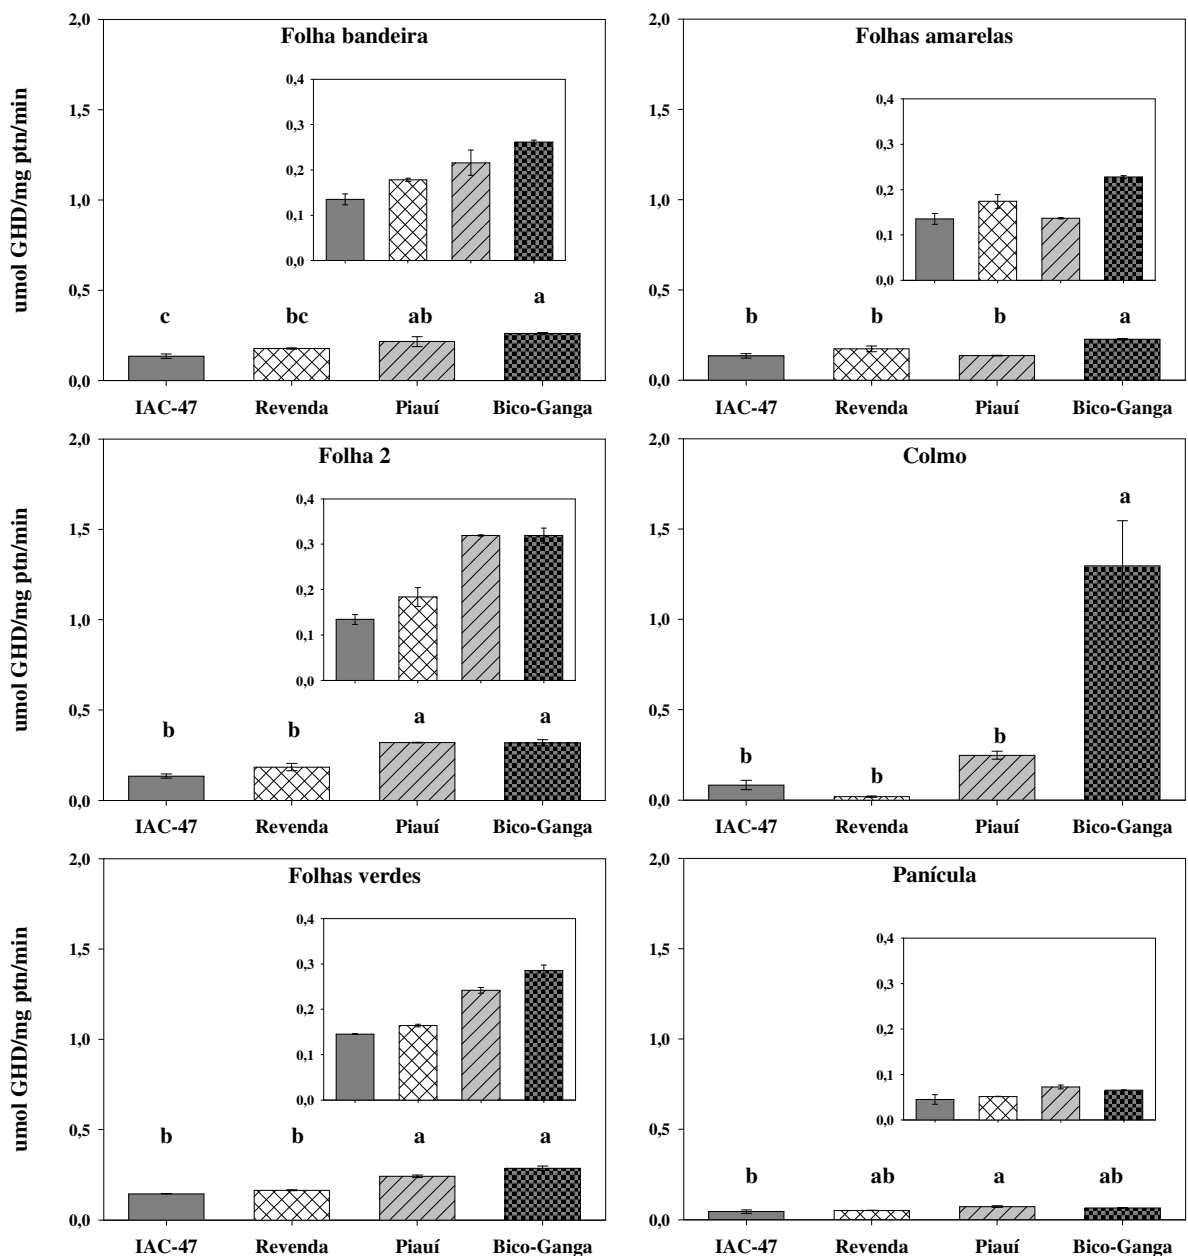 Folha bandeira
umol GHD/mg ptn/min
2,0
1,5
1,0
0,5
0,0
0,4
0,3
0,2
0,1
0,0
c bc ab a
IAC-47 Revenda Piauí Bico-Ganga
Folhas amarelas
2,0
1,5
1,0
0,5
0,0
0,4
0,3
0,2
0,1
0,0
b b b a
IAC-47 Revenda Piauí Bico-Ganga
Folha 2
umol GHD/mg ptn/min
2,0
1,5
1,0
0,5
0,0
0,4
0,3
0,2
0,1
0,0
b b a a
IAC-47 Revenda Piauí Bico-Ganga
Colmo
2,0
1,5
1,0
0,5
0,0
b b b a
IAC-47 Revenda Piauí Bico-Ganga
Folhas verdes
umol GHD/mg ptn/min
2,0
1,5
1,0
0,5
0,0
0,4
0,3
0,2
0,1
0,0
b b a a
IAC-47 Revenda Piauí Bico-Ganga
Panícula
2,0
1,5
1,0
0,5
0,0
0,4
0,3
0,2
0,1
0,0
b ab a ab
IAC-47 Revenda Piauí Bico-Ganga